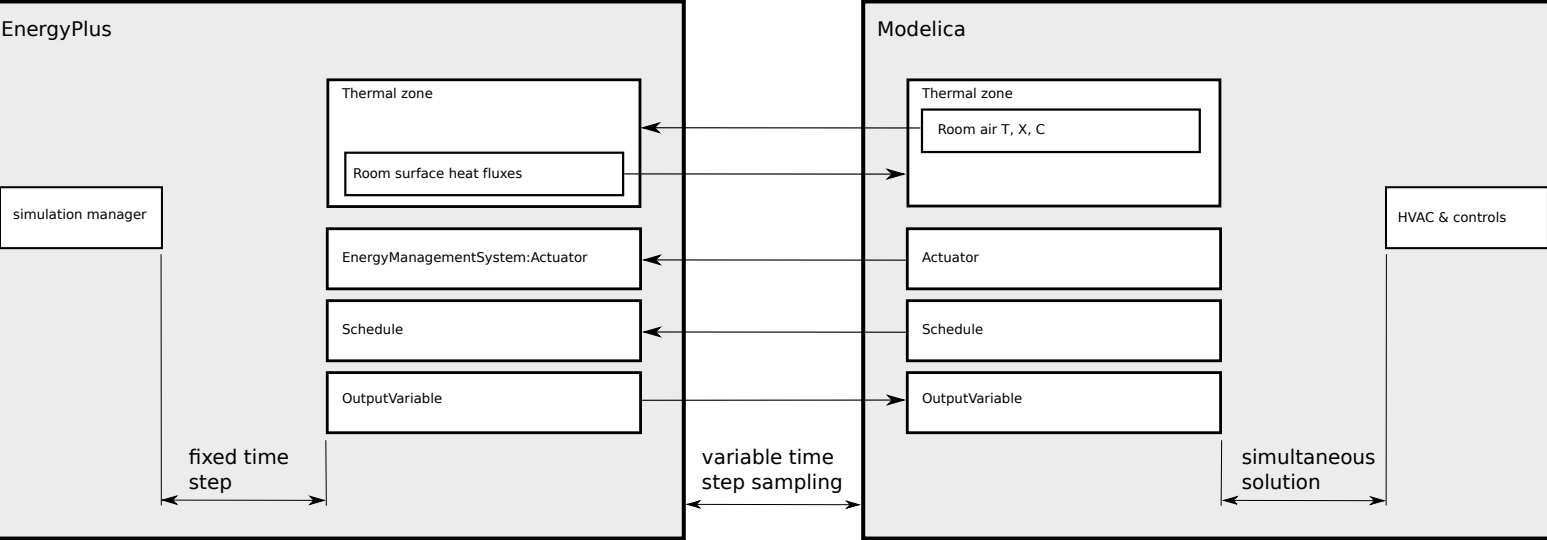 EnergyPlus
Thermal zone
Room surface heat fluxes
simulation manager
EnergyManagementSystem:Actuator
Schedule
OutputVariable
fixed time
step
variable time
step sampling
Modelica
Thermal zone
Room air T, X, C
HVAC & controls
Actuator
Schedule
OutputVariable
simultaneous
solution